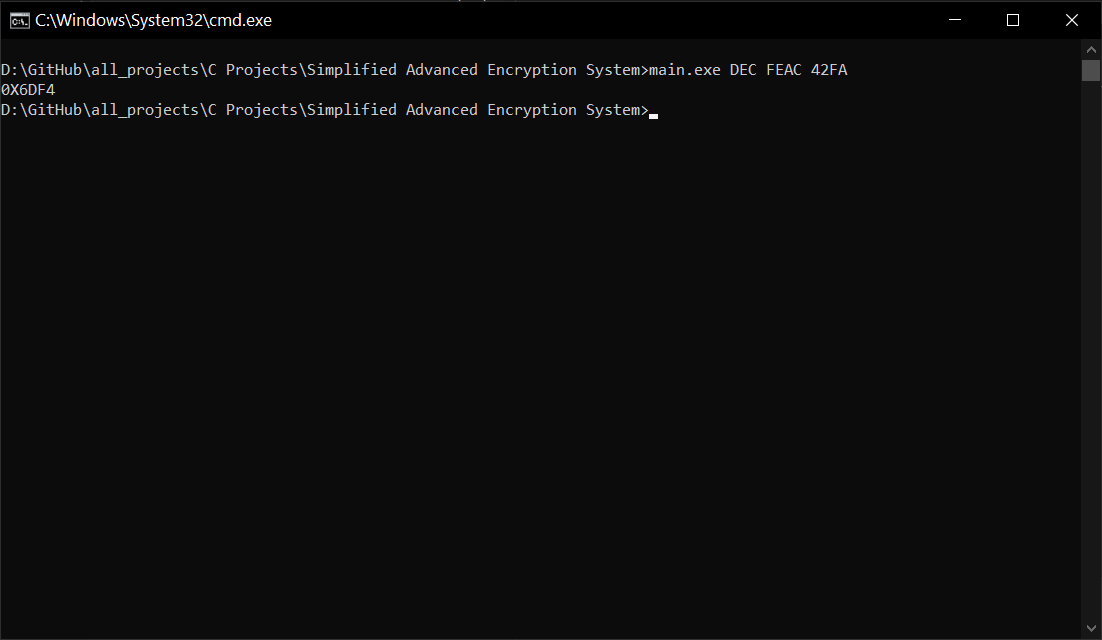 C:\Windows\System32\cmd.exe
D:\GitHub\all_projects\C Projects\Simplified Advanced Encryption System>main.exe DEC FEAC 42FA
0X6DF4
D:\GitHub\all_projects\C Projects\Simplified Advanced Encryption System>